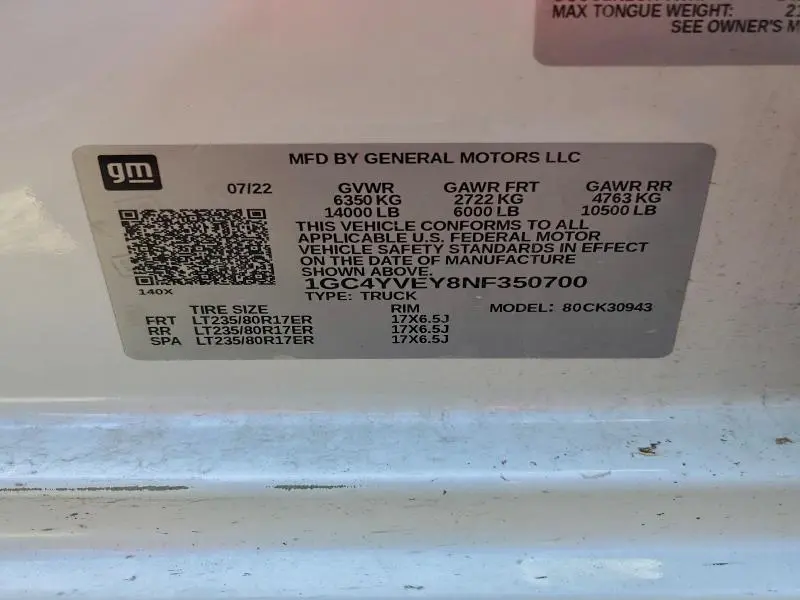 MAX TONGUE WEIGHT: 21
SEE OWNER'S M
gm
MFD BY GENERAL MOTORS LLC
07/22 GVWR GAWR FRT GAWR RR
6350 KG 2722 KG 4763 KG
14000 LB 6000 LB 10500 LB
THIS VEHICLE CONFORMS TO ALL
APPLICABLE U.S. FEDERAL MOTOR
VEHICLE SAFETY STANDARDS IN EFFECT
ON THE DATE OF MANUFACTURE
SHOWN ABOVE.
140X
1GC4YVEY8NF350700
TYPE: TRUCK MODEL: 80CK30943
TIRE SIZE RIM
FRT LT235/80R17ER 17X6.5J
RR LT235/80R17ER 17X6.5J
SPA LT235/80R17ER 17X6.5J